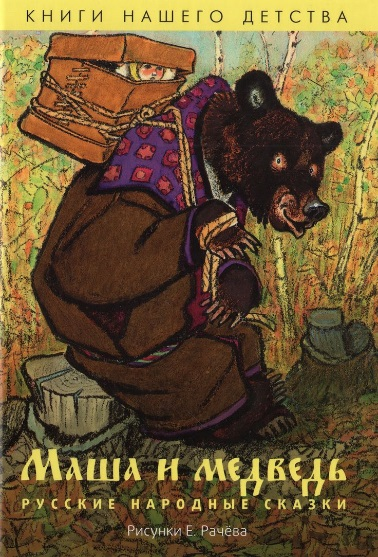 КНИГИ НАШЕГО ДЕТСТВА
МАША И МЕДВЕДЬ
РУССКИЕ НАРОДНЫЕ СКАЗКИ
Рисунки Е. Рачёва